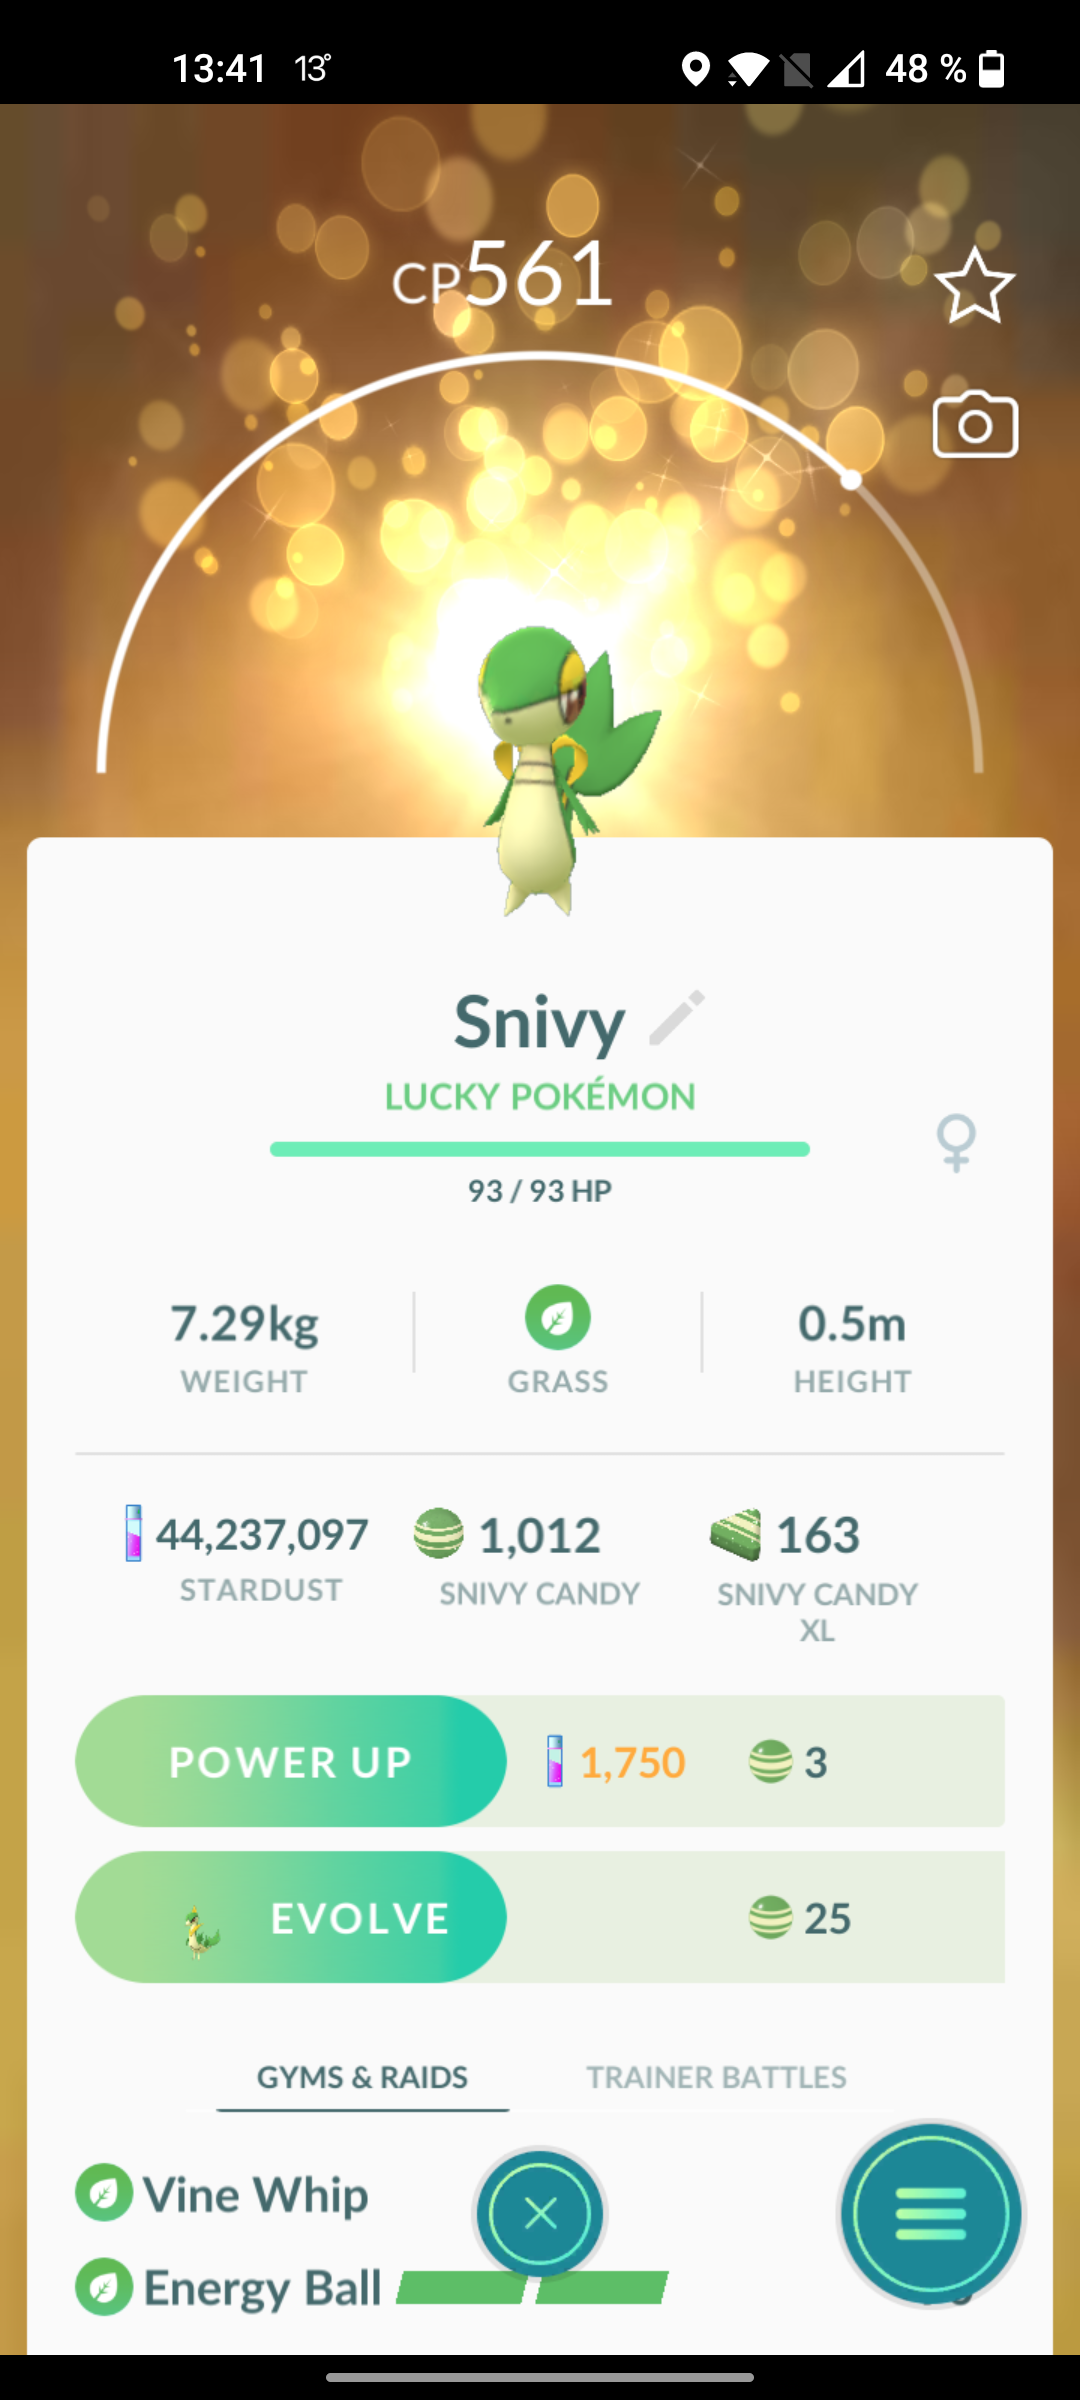 13:41 13° 48 %
CP561
Snivy
LUCKY POKÉMON
93 / 93 HP
7.29kg
WEIGHT
GRASS
0.5m
HEIGHT
44,237,097
STARDUST
1,012
SNIVY CANDY
163
SNIVY CANDY
XL
POWER UP 1,750 3
EVOLVE 25
GYMS & RAIDS TRAINER BATTLES
Vine Whip
Energy Ball